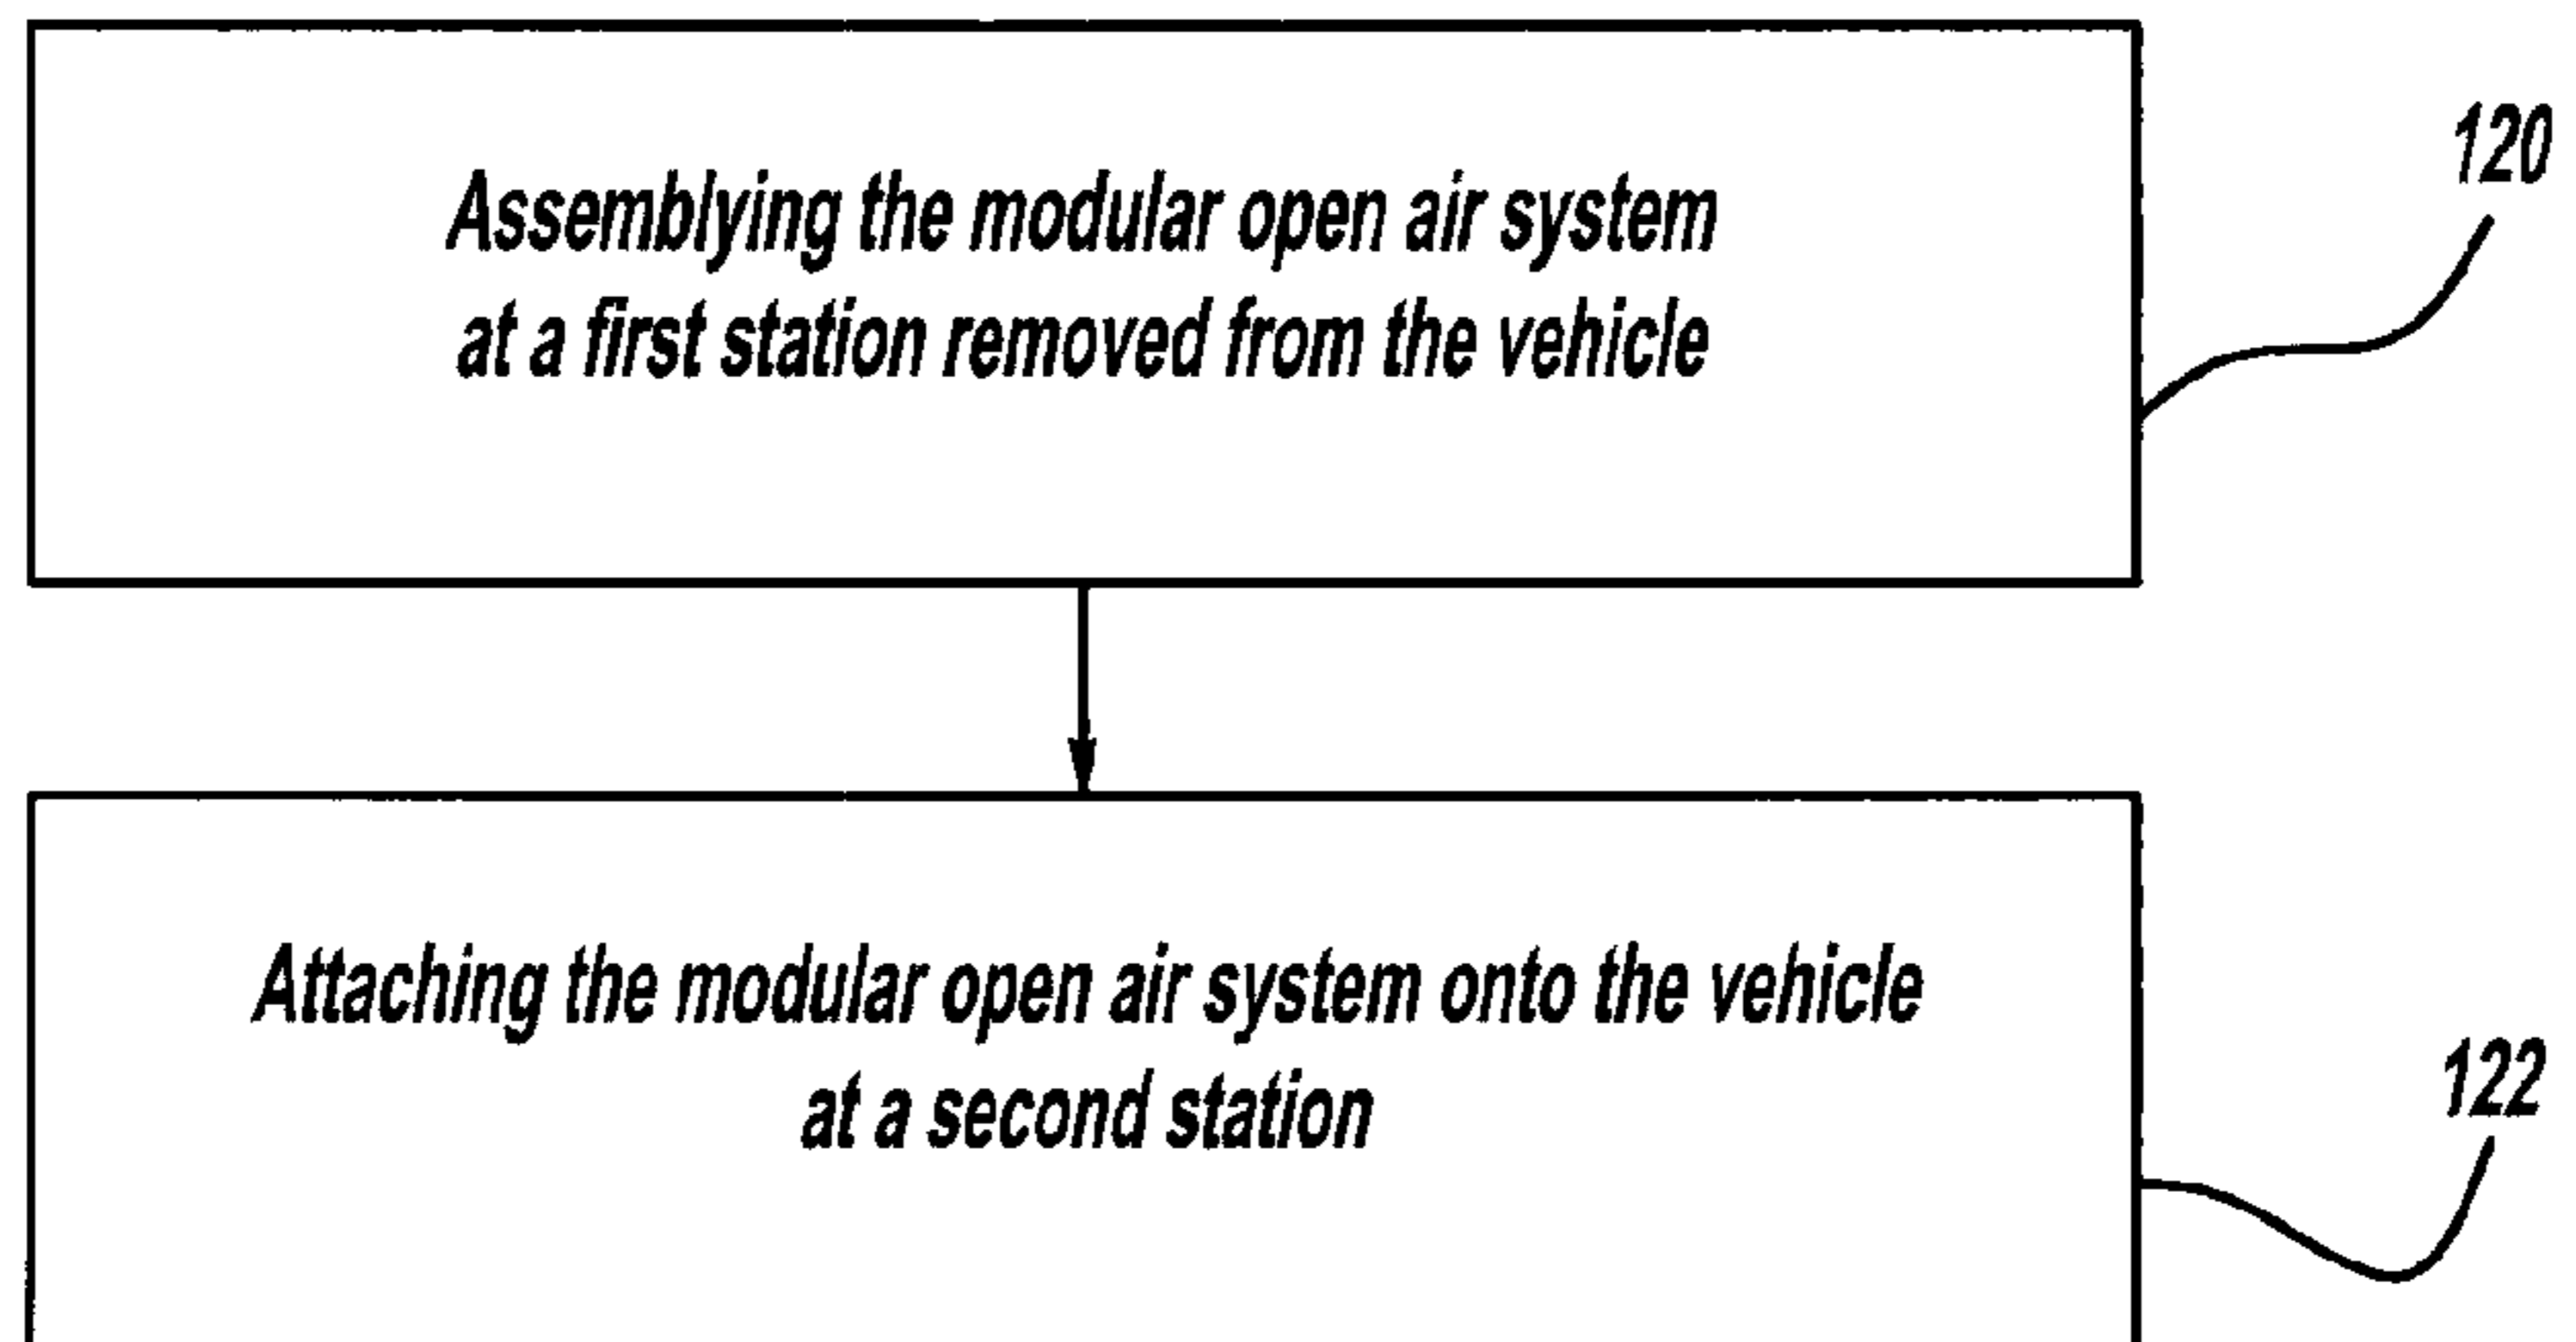 Assemblying the modular open air system
at a first station removed from the vehicle
120
Attaching the modular open air system onto the vehicle
at a second station
122